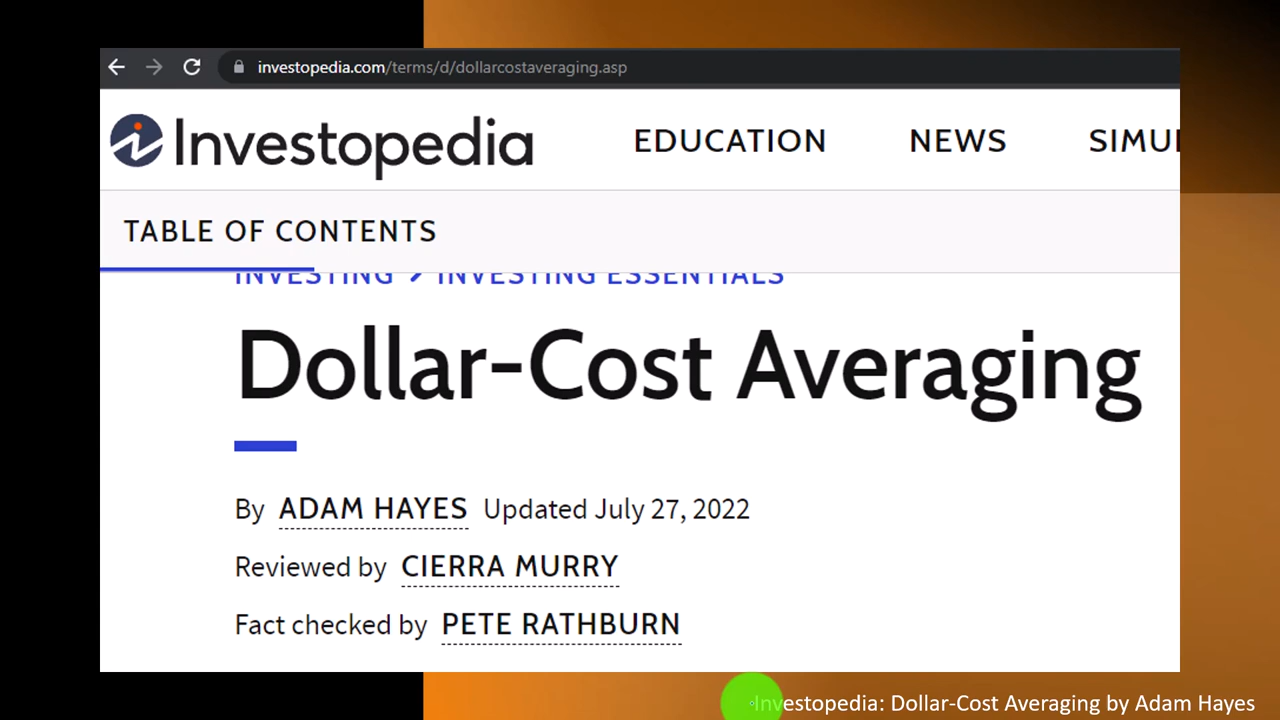 investopedia.com/terms/d/dollarcostaveraging.asp
Investopedia EDUCATION NEWS SIMUL
TABLE OF CONTENTS
INVESTING > INVESTING ESSENTIALS
Dollar-Cost Averaging
By ADAM HAYES Updated July 27, 2022
Reviewed by CIERRA MURRY
Fact checked by PETE RATHBURN
Investopedia: Dollar-Cost Averaging by Adam Hayes